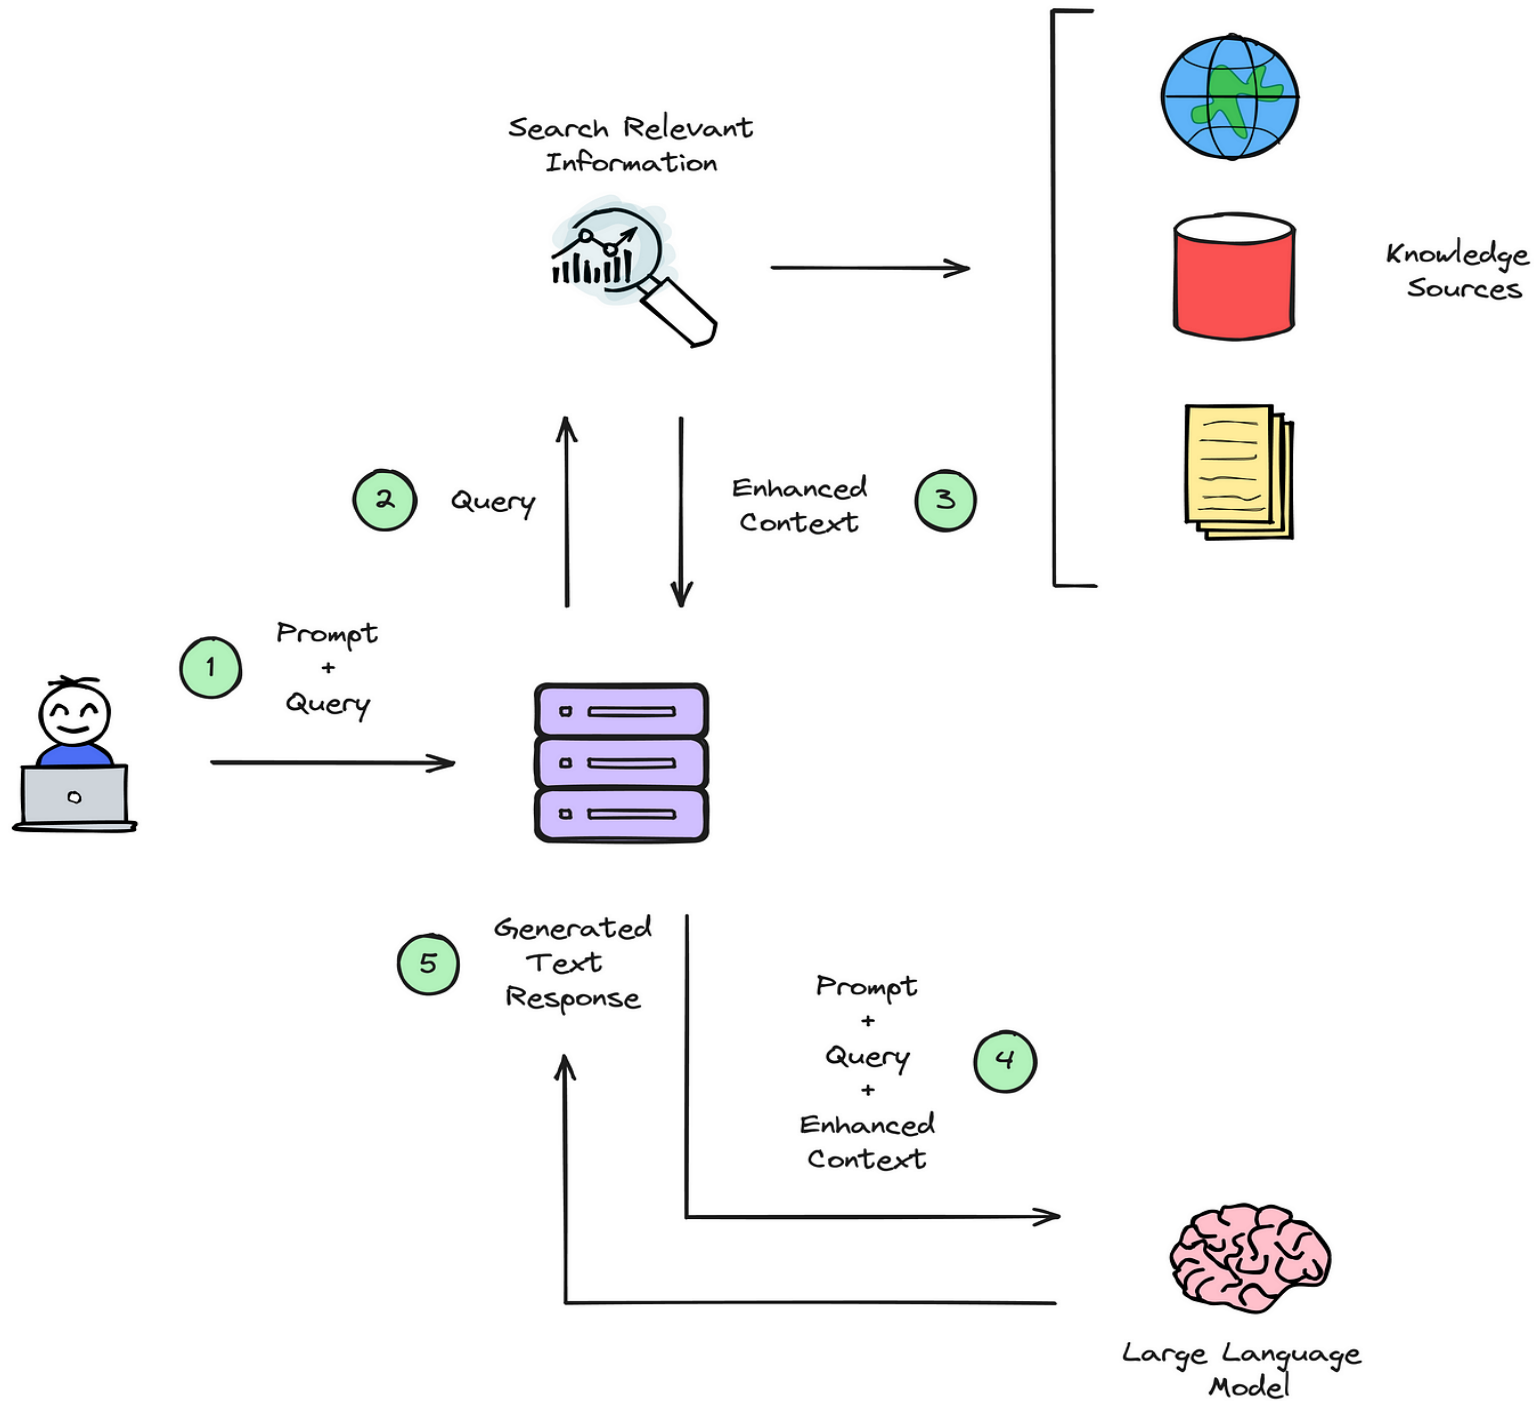 Search Relevant
Information
Knowledge
Sources
2
Query
Enhanced
Context
3
1
Prompt
+
Query
5
Generated
Text
Response
Prompt
+
Query
+
Enhanced
Context
4
Large Language
Model